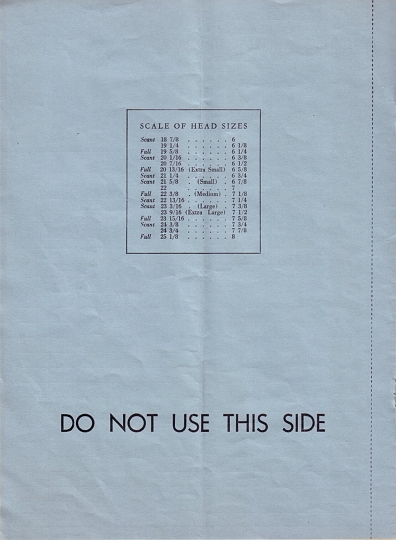 SCALE OF HEAD SIZES
Scant 18 7/8 . . . . . . 6
19 1/4 . . . . . . 6 1/8
Full 19 5/8 . . . . . . 6 1/4
Scant 20 1/16 . . . . . . 6 3/8
20 7/16 . . . . . . 6 1/2
Full 20 13/16 (Extra Small) 6 5/8
Scant 21 1/4 . . . . . . 6 3/4
Scant 21 5/8 (Small) . 6 7/8
22 . . . . . . 7
Full 22 3/8 (Medium) . 7 1/8
Scant 22 13/16 . . . . . . 7 1/4
Scant 23 3/16 (Large) . 7 3/8
23 9/16 (Extra Large) 7 1/2
Full 23 15/16 . . . . . . 7 5/8
Scant 24 3/8 . . . . . . 7 3/4
24 3/4 . . . . . . 7 7/8
Full 25 1/8 . . . . . . 8
DO NOT USE THIS SIDE